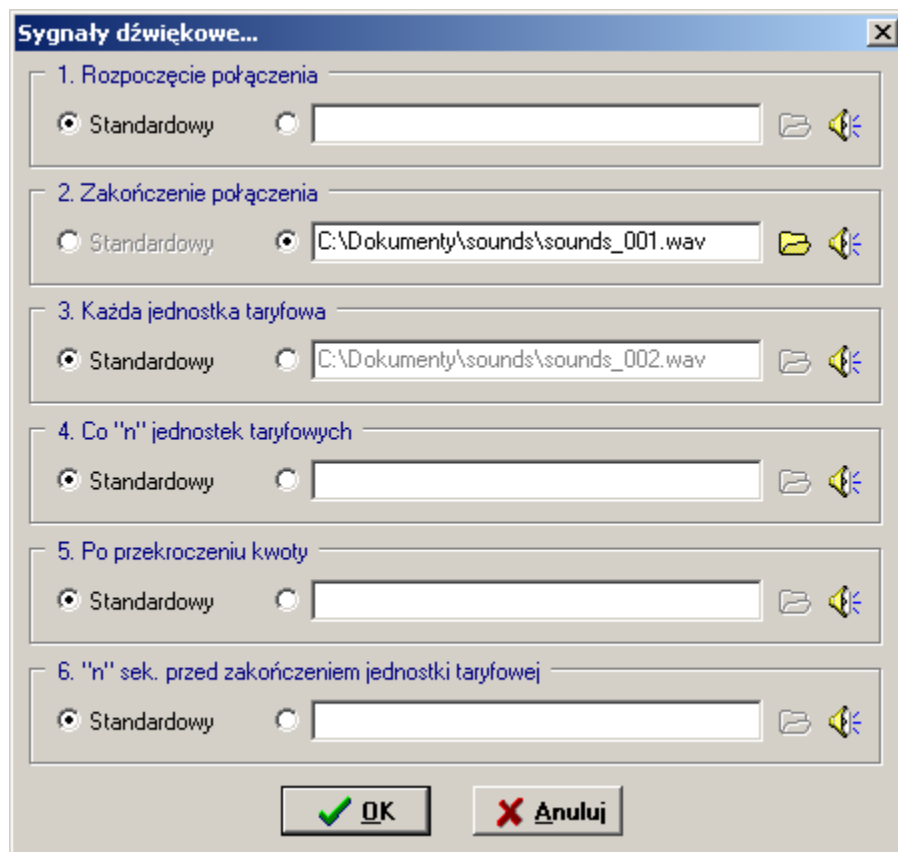 Sygnały dźwiękowe...
1. Rozpoczęcie połączenia
Standardowy
2. Zakończenie połączenia
Standardowy C:\Dokumenty\sounds\sounds_001.wav
3. Każda jednostka taryfowa
Standardowy C:\Dokumenty\sounds\sounds_002.wav
4. Co "n" jednostek taryfowych
Standardowy
5. Po przekroczeniu kwoty
Standardowy
6. "n" sek. przed zakończeniem jednostki taryfowej
Standardowy
OK Anuluj